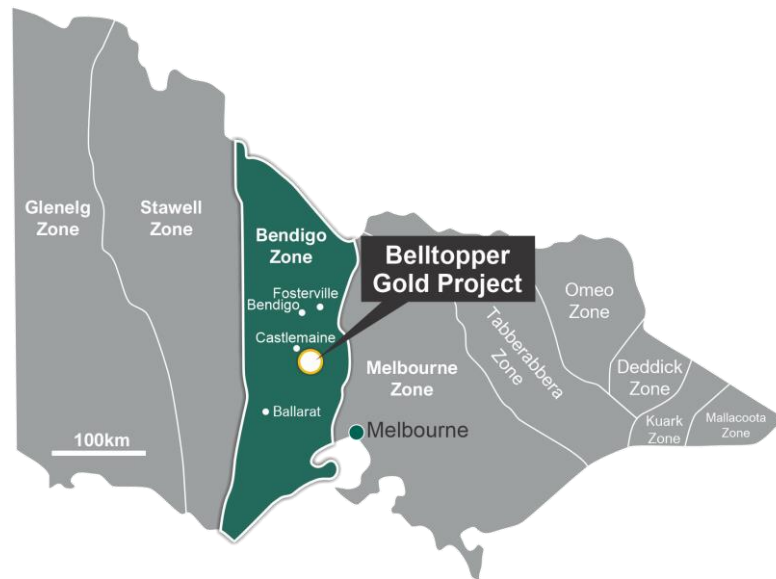 Glenelg
Zone
Stawell
Zone
Bendigo
Zone
Fosterville
Bendigo
Castlemaine
Ballarat
Belltopper
Gold Project
Melbourne
Zone
Melbourne
Tabberabbera
Zone
Omeo
Zone
Deddick
Zone
Kuark
Zone
Mallacoota
Zone
100km